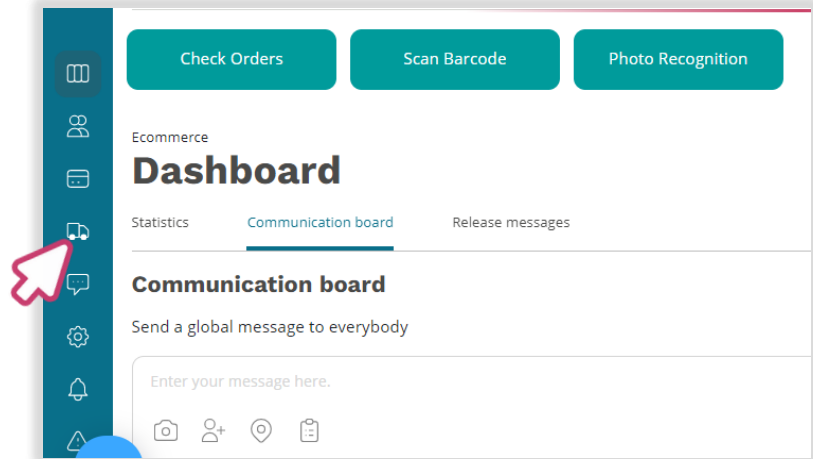 Check Orders
Scan Barcode
Photo Recognition
Ecommerce
Dashboard
Statistics
Communication board
Release messages
Communication board
Send a global message to everybody
Enter your message here.